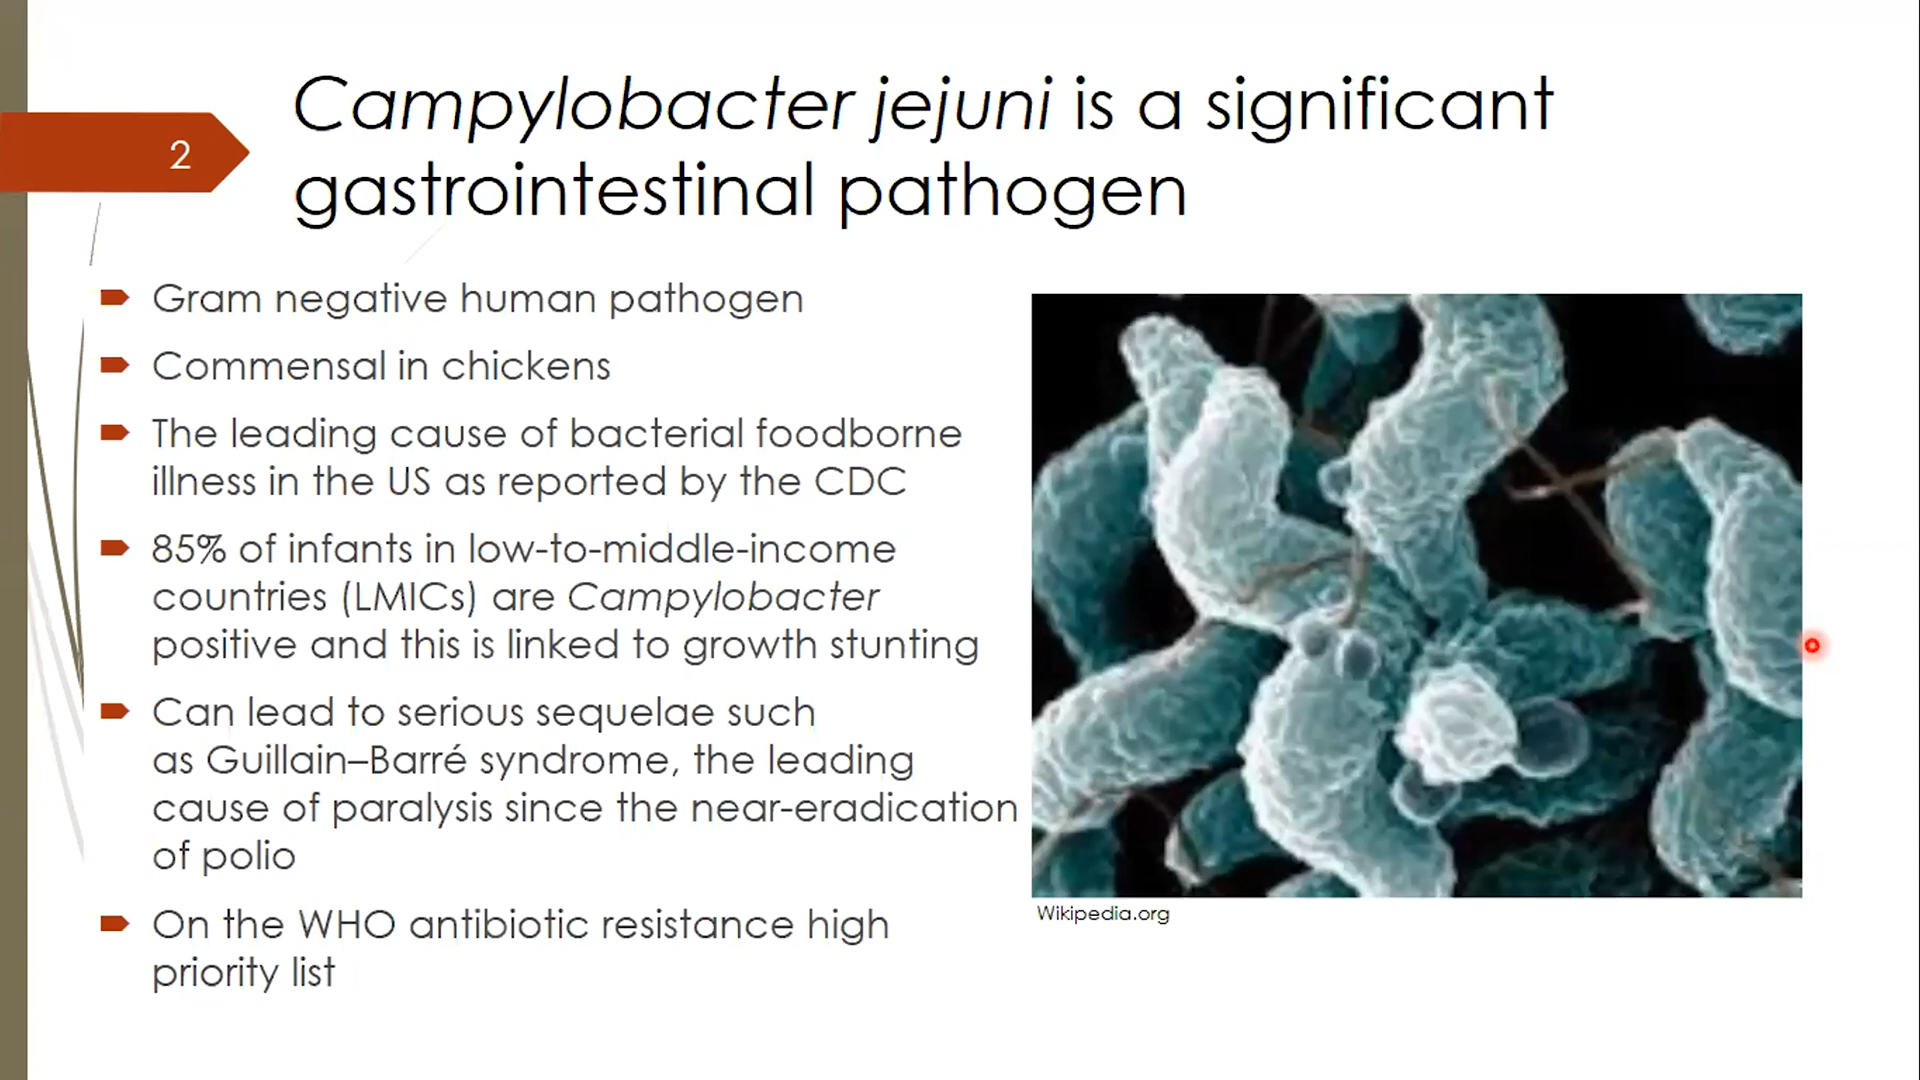 2
Campylobacter jejuni is a significant
gastrointestinal pathogen
Gram negative human pathogen
Commensal in chickens
The leading cause of bacterial foodborne
illness in the US as reported by the CDC
85% of infants in low-to-middle-income
countries (LMICs) are Campylobacter
positive and this is linked to growth stunting
Can lead to serious sequelae such
as Guillain–Barré syndrome, the leading
cause of paralysis since the near-eradication
of polio
On the WHO antibiotic resistance high
priority list
Wikipedia.org